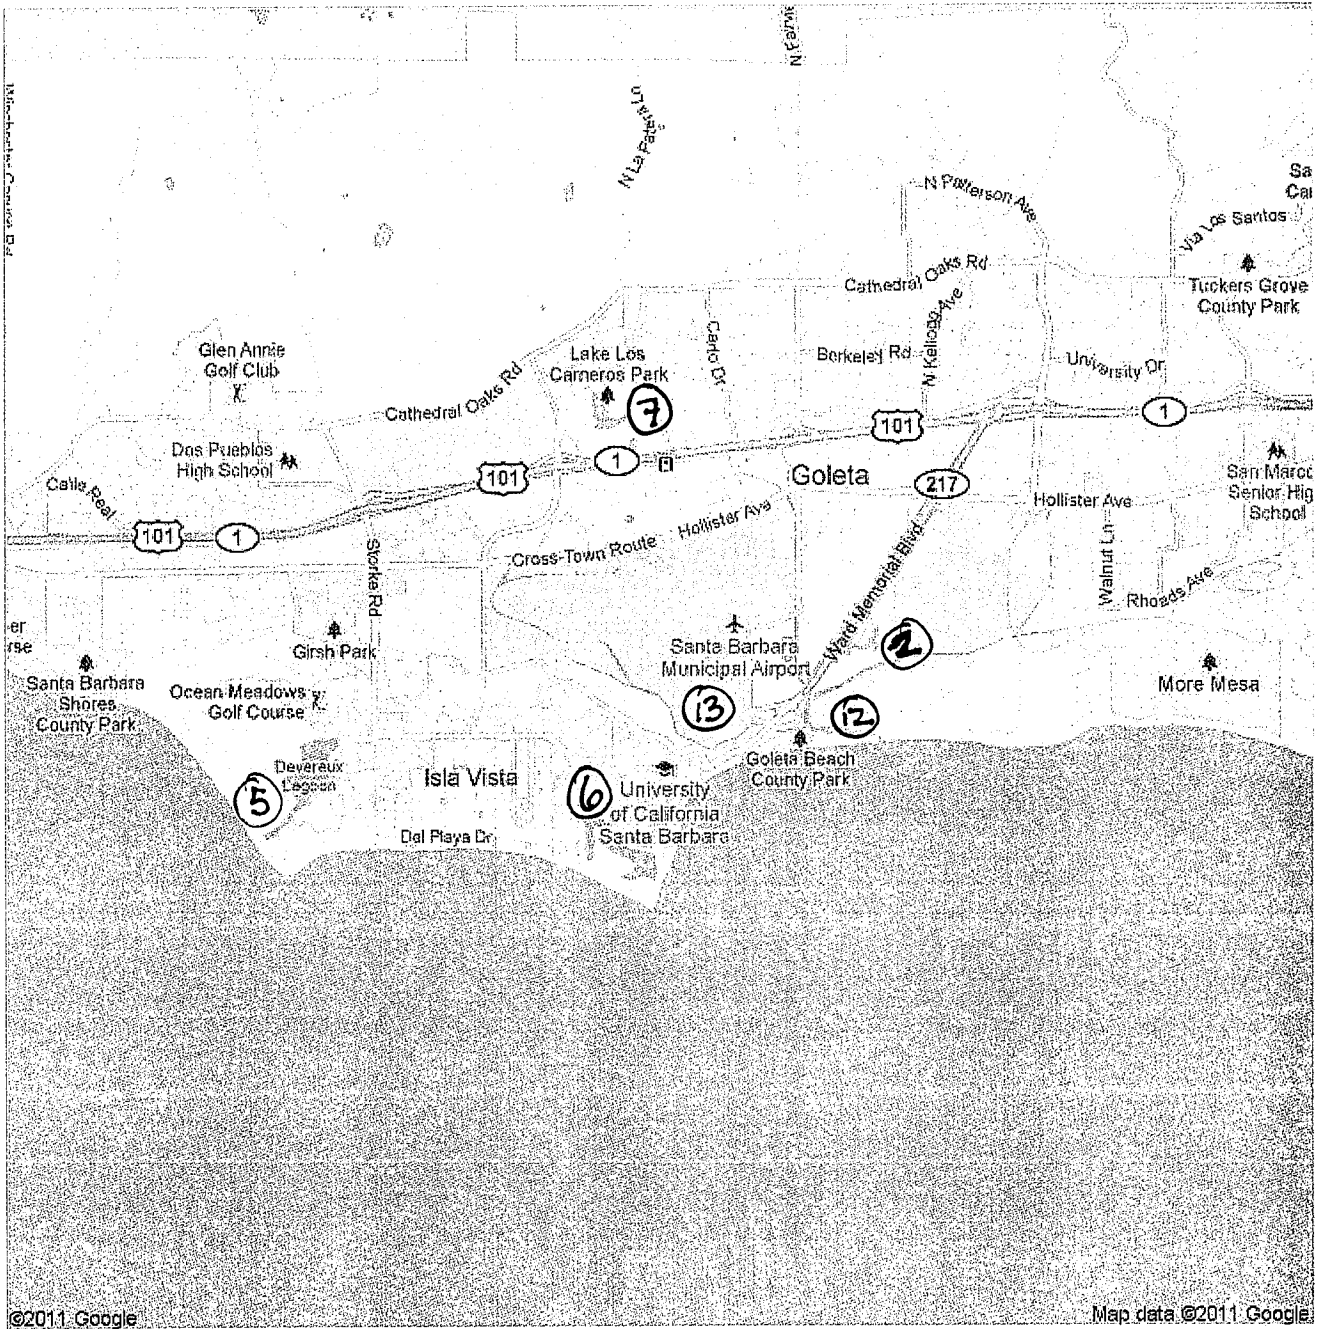 N La Patera Ln
N Patterson Ave
Via Los Santos
Cathedral Oaks Rd
Tuckers Grove
County Park
Glen Annie
Golf Club
Lake Los
Carneros Park
Berkeley Rd
N Kellogg Ave
University Dr
Cathedral Oaks Rd
7
101
1
Dos Pueblos
High School
101
1
Goleta
217
San Marco
Senior Hig
School
Calle Real
Hollister Ave
Hollister Ave
101
1
Cross-Town Route
Storke Rd
Ward Memorial Blvd
Walnut Ln
Rhoads Ave
er
rse
Girsh Park
Santa Barbara
Municipal Airport
2
Santa Barbara
Shores
County Park
Ocean Meadows
Golf Course
More Mesa
13
12
Goleta Beach
County Park
Devereux
Lagoon
5
Isla Vista
6
University
of California
Santa Barbara
Del Playa Dr
©2011 Google
Map data ©2011 Google